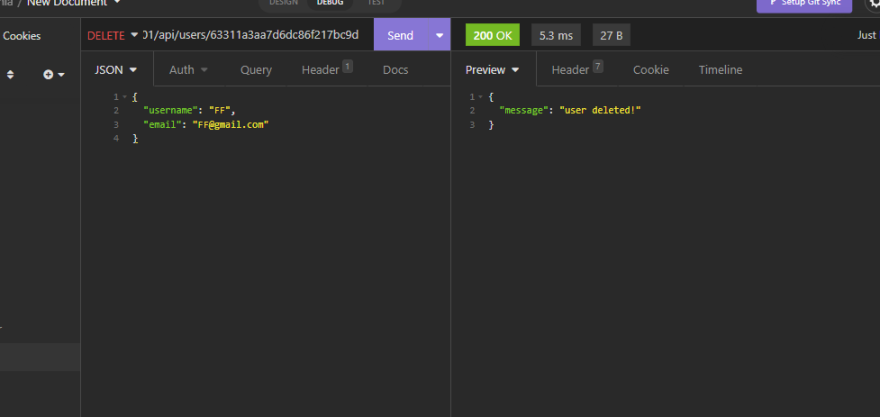 / New Document
DESIGN DEBUG TEST
Setup Git Sync
Cookies
DELETE 01/api/users/63311a3aa7d6dc86f217bc9d Send
200 OK 5.3 ms 27 B Just
JSON Auth Query Header 1 Docs
Preview Header 7 Cookie Timeline
1 {
2 "username": "FF",
3 "email": "FF@gmail.com"
4 }
1 {
2 "message": "user deleted!"
3 }